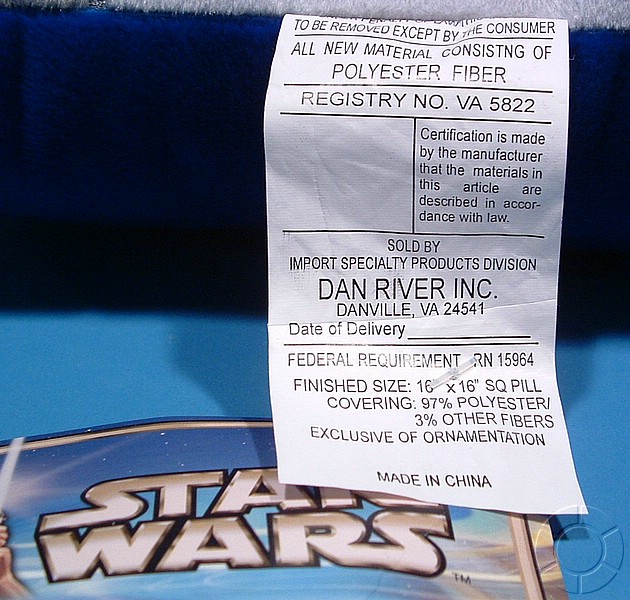 TO BE REMOVED EXCEPT BY THE CONSUMER
ALL NEW MATERIAL CONSISTNG OF
POLYESTER FIBER
REGISTRY NO. VA 5822
Certification is made
by the manufacturer
that the materials in
this article are
described in accor-
dance with law.
SOLD BY
IMPORT SPECIALTY PRODUCTS DIVISION
DAN RIVER INC.
DANVILLE, VA 24541
Date of Delivery
FEDERAL REQUIREMENT RN 15964
FINISHED SIZE: 16" x 16" SQ PILL
COVERING: 97% POLYESTER/
3% OTHER FIBERS
EXCLUSIVE OF ORNAMENTATION
MADE IN CHINA
STAR
WARS
TM